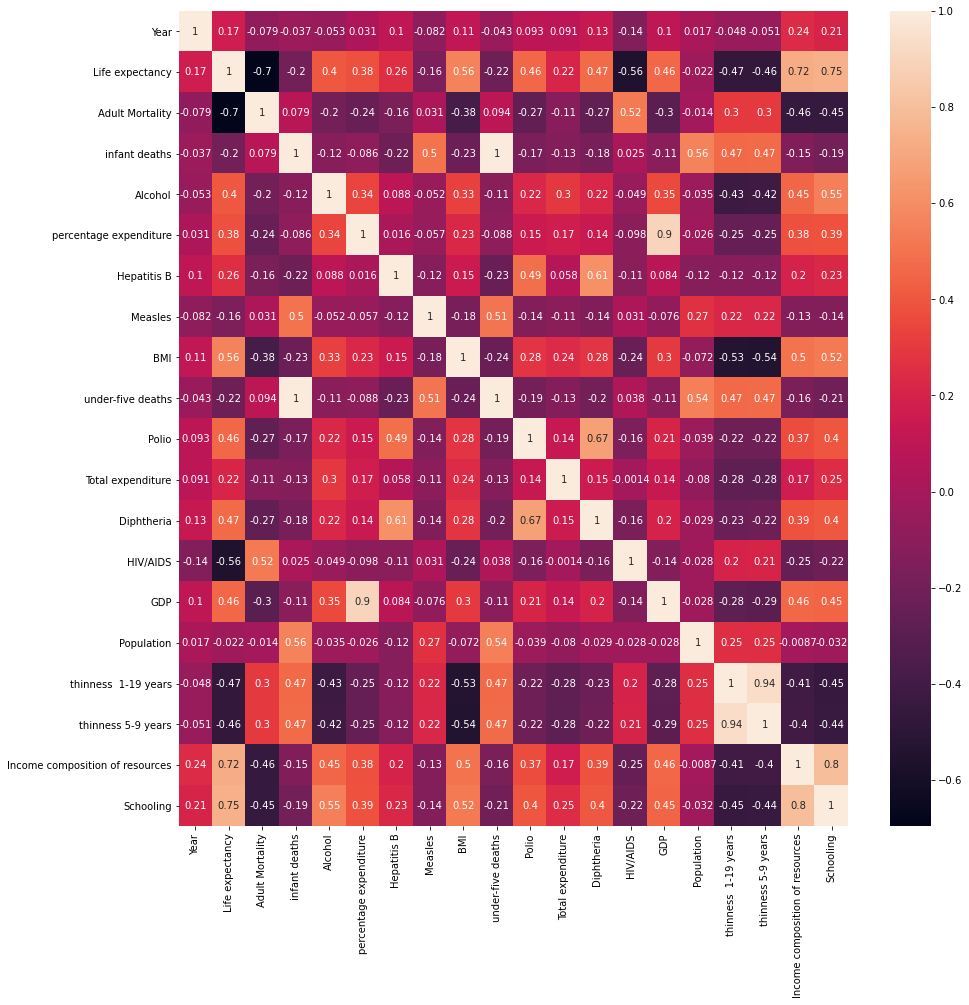 Year 1 0.17 -0.079 -0.037 -0.053 0.031 0.1 -0.082 0.11 -0.043 0.093 0.091 0.13 -0.14 0.1 0.017 -0.048 -0.051 0.24 0.21
Life expectancy 0.17 1 -0.7 -0.2 0.4 0.38 0.26 -0.16 0.56 -0.22 0.46 0.22 0.47 -0.56 0.46 -0.022 -0.47 -0.46 0.72 0.75
Adult Mortality -0.079 -0.7 1 0.079 -0.2 -0.24 -0.16 0.031 -0.38 0.094 -0.27 -0.11 -0.27 0.52 -0.3 -0.014 0.3 0.3 -0.46 -0.45
infant deaths -0.037 -0.2 0.079 1 -0.12 -0.086 -0.22 0.5 -0.23 1 -0.17 -0.13 -0.18 0.025 -0.11 0.56 0.47 0.47 -0.15 -0.19
Alcohol -0.053 0.4 -0.2 -0.12 1 0.34 0.088 -0.052 0.33 -0.11 0.22 0.3 0.22 -0.049 0.35 -0.035 -0.43 -0.42 0.45 0.55
percentage expenditure 0.031 0.38 -0.24 -0.086 0.34 1 0.016 -0.057 0.23 -0.088 0.15 0.17 0.14 -0.098 0.9 -0.026 -0.25 -0.25 0.38 0.39
Hepatitis B 0.1 0.26 -0.16 -0.22 0.088 0.016 1 -0.12 0.15 -0.23 0.49 0.058 0.61 -0.11 0.084 -0.12 -0.12 -0.12 0.2 0.23
Measles -0.082 -0.16 0.031 0.5 -0.052 -0.057 -0.12 1 -0.18 0.51 -0.14 -0.11 -0.14 0.031 -0.076 0.27 0.22 0.22 -0.13 -0.14
BMI 0.11 0.56 -0.38 -0.23 0.33 0.23 0.15 -0.18 1 -0.24 0.28 0.24 0.28 -0.24 0.3 -0.072 -0.53 -0.54 0.5 0.52
under-five deaths -0.043 -0.22 0.094 1 -0.11 -0.088 -0.23 0.51 -0.24 1 -0.19 -0.13 -0.2 0.038 -0.11 0.54 0.47 0.47 -0.16 -0.21
Polio 0.093 0.46 -0.27 -0.17 0.22 0.15 0.49 -0.14 0.28 -0.19 1 0.14 0.67 -0.16 0.21 -0.039 -0.22 -0.22 0.37 0.4
Total expenditure 0.091 0.22 -0.11 -0.13 0.3 0.17 0.058 -0.11 0.24 -0.13 0.14 1 0.15 -0.0014 0.14 -0.08 -0.28 -0.28 0.17 0.25
Diphtheria 0.13 0.47 -0.27 -0.18 0.22 0.14 0.61 -0.14 0.28 -0.2 0.67 0.15 1 -0.16 0.2 -0.029 -0.23 -0.22 0.39 0.4
HIV/AIDS -0.14 -0.56 0.52 0.025 -0.049 -0.098 -0.11 0.031 -0.24 0.038 -0.16 -0.0014 -0.16 1 -0.14 -0.028 0.2 0.21 -0.25 -0.22
GDP 0.1 0.46 -0.3 -0.11 0.35 0.9 0.084 -0.076 0.3 -0.11 0.21 0.14 0.2 -0.14 1 -0.028 -0.28 -0.29 0.46 0.45
Population 0.017 -0.022 -0.014 0.56 -0.035 -0.026 -0.12 0.27 -0.072 0.54 -0.039 -0.08 -0.029 -0.028 -0.028 1 0.25 0.25 -0.0087 -0.032
thinness 1-19 years -0.048 -0.47 0.3 0.47 -0.43 -0.25 -0.12 0.22 -0.53 0.47 -0.22 -0.28 -0.23 0.2 -0.28 0.25 1 0.94 -0.41 -0.45
thinness 5-9 years -0.051 -0.46 0.3 0.47 -0.42 -0.25 -0.12 0.22 -0.54 0.47 -0.22 -0.28 -0.22 0.21 -0.29 0.25 0.94 1 -0.4 -0.44
Income composition of resources 0.24 0.72 -0.46 -0.15 0.45 0.38 0.2 -0.13 0.5 -0.16 0.37 0.17 0.39 -0.25 0.46 -0.0087 -0.41 -0.4 1 0.8
Schooling 0.21 0.75 -0.45 -0.19 0.55 0.39 0.23 -0.14 0.52 -0.21 0.4 0.25 0.4 -0.22 0.45 -0.032 -0.45 -0.44 0.8 1
Year
Life expectancy
Adult Mortality
infant deaths
Alcohol
percentage expenditure
Hepatitis B
Measles
BMI
under-five deaths
Polio
Total expenditure
Diphtheria
HIV/AIDS
GDP
Population
thinness 1-19 years
thinness 5-9 years
Income composition of resources
Schooling
1.0
0.8
0.6
0.4
0.2
0.0
−0.2
−0.4
−0.6